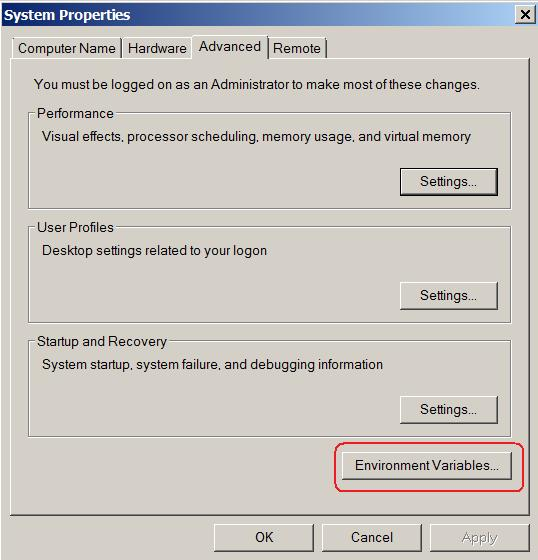 System Properties
Computer Name Hardware Advanced Remote
You must be logged on as an Administrator to make most of these changes.
Performance
Visual effects, processor scheduling, memory usage, and virtual memory
Settings...
User Profiles
Desktop settings related to your logon
Settings...
Startup and Recovery
System startup, system failure, and debugging information
Settings...
Environment Variables...
OK Cancel Apply